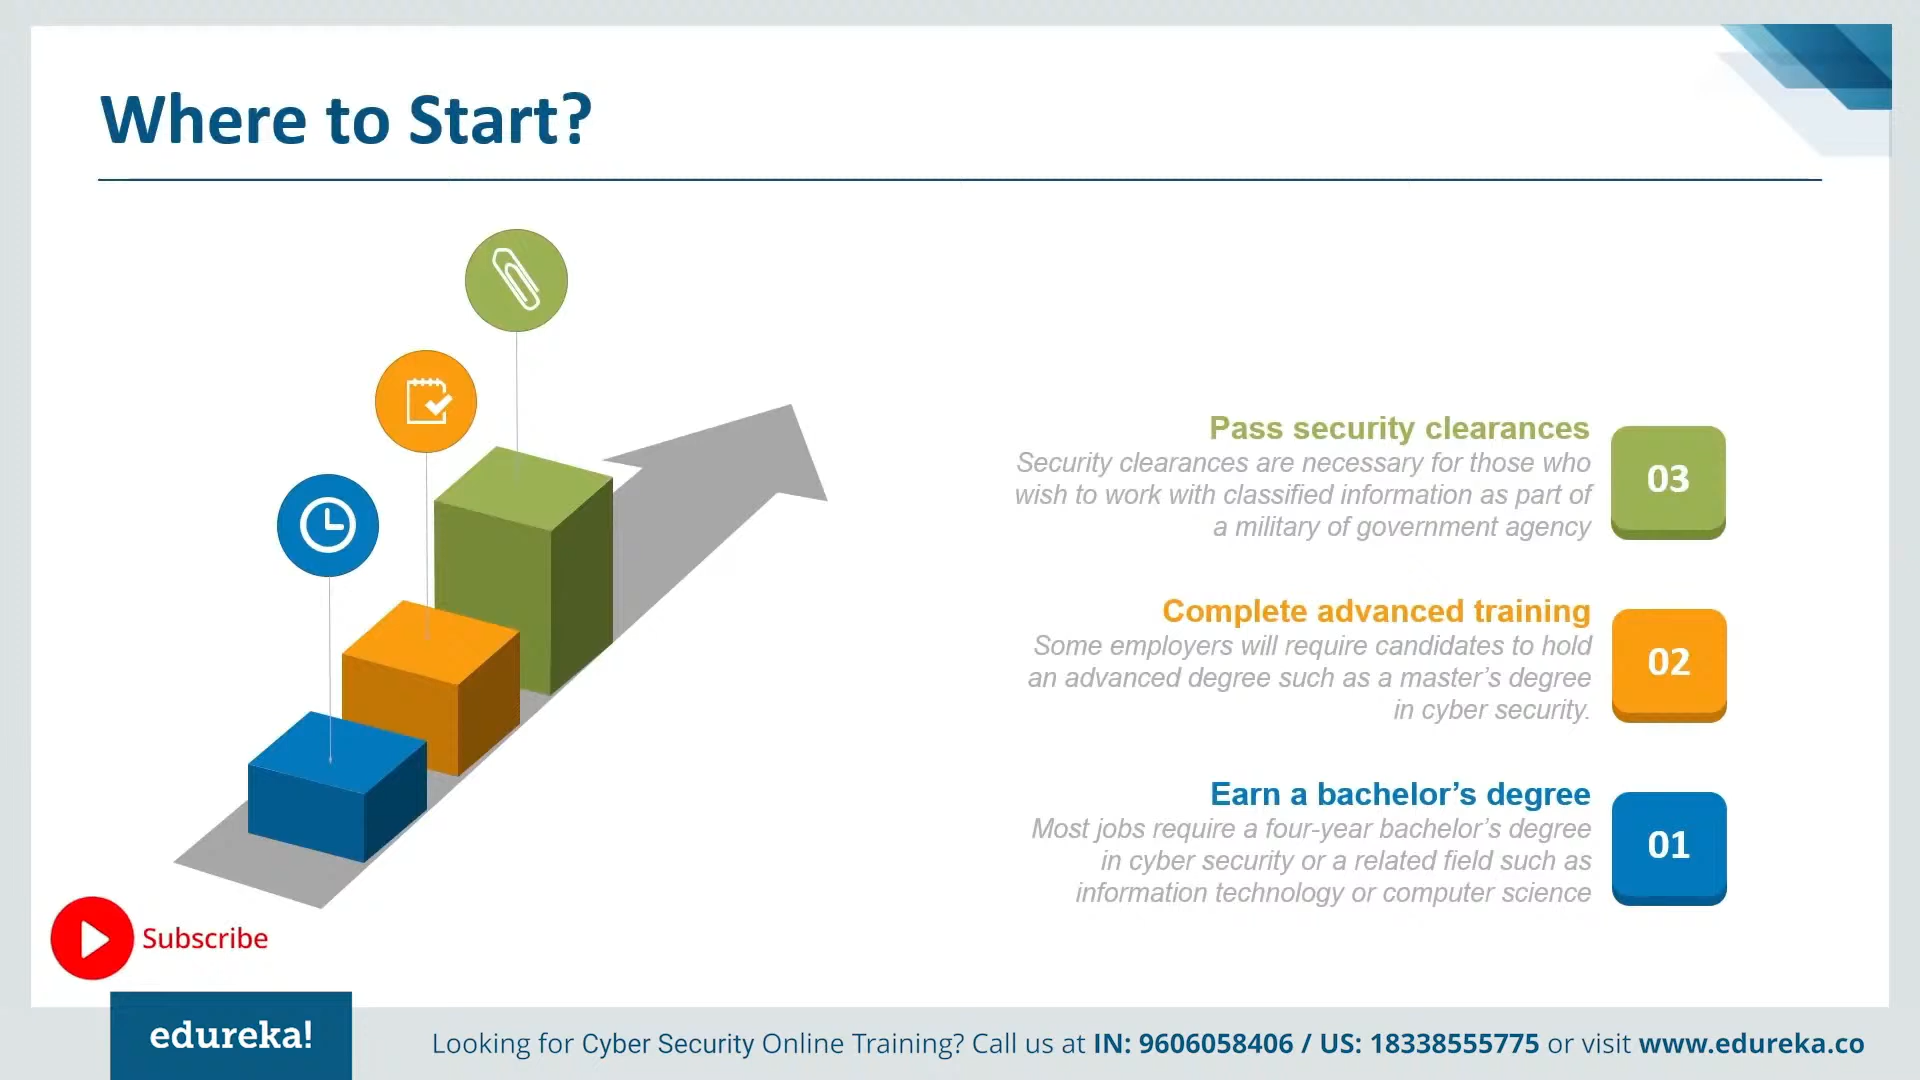 Where to Start?
Pass security clearances
Security clearances are necessary for those who
wish to work with classified information as part of
a military of government agency
03
Complete advanced training
Some employers will require candidates to hold
an advanced degree such as a master’s degree
in cyber security.
02
Earn a bachelor’s degree
Most jobs require a four-year bachelor’s degree
in cyber security or a related field such as
information technology or computer science
01
Subscribe
edureka!
Looking for Cyber Security Online Training? Call us at IN: 9606058406 / US: 18338555775 or visit www.edureka.co